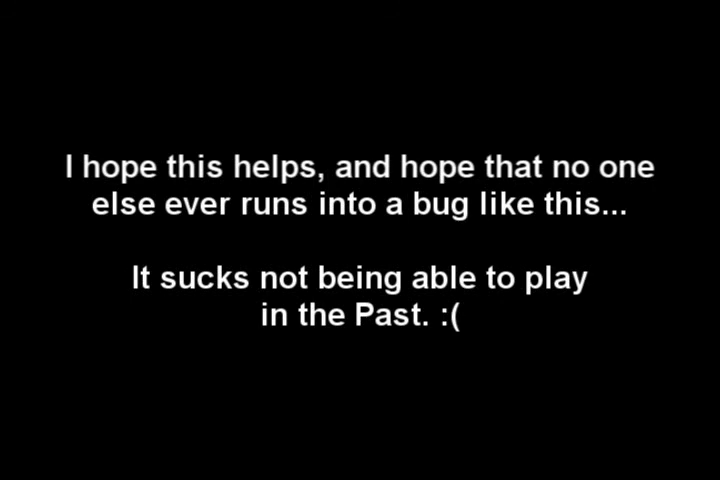 I hope this helps, and hope that no one
else ever runs into a bug like this...
It sucks not being able to play
in the Past. :(